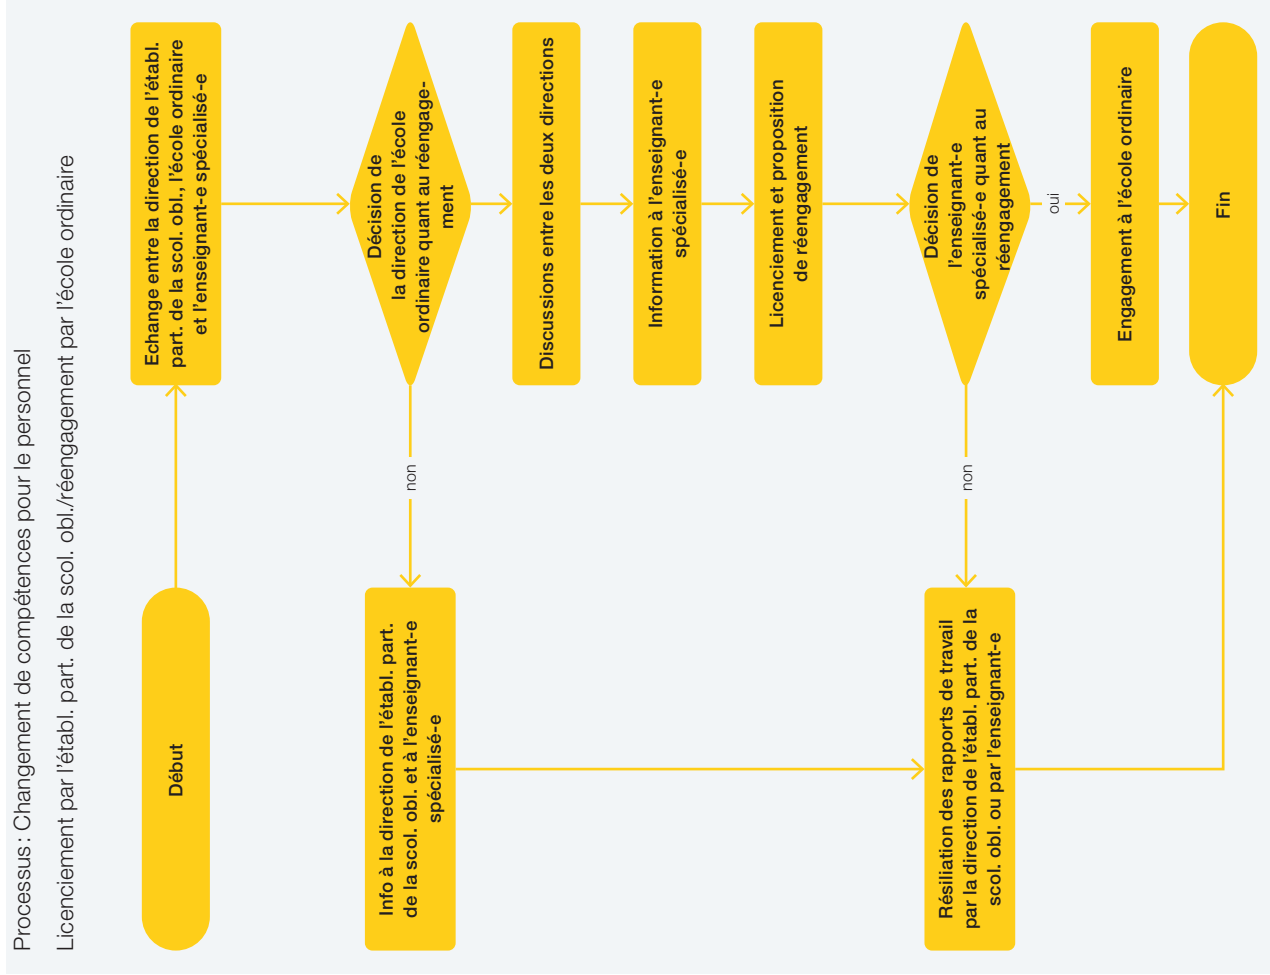 Processus : Changement de compétences pour le personnel
Licenciement par l'établ. part. de la scol. obl./réengagement par l'école ordinaire
Début
Echange entre la direction de l'établ.
part. de la scol. obl., l'école ordinaire
et l'enseignant-e spécialisé-e
Décision de
la direction de l'école
ordinaire quant au réengage-
ment
non
Info à la direction de l'établ. part.
de la scol. obl. et à l'enseignant-e
spécialisé-e
Discussions entre les deux directions
Information à l'enseignant-e
spécialisé-e
Licenciement et proposition
de réengagement
Décision de
l'enseignant-e
spécialisé-e quant au
réengagement
non
Résiliation des rapports de travail
par la direction de l'établ. part. de la
scol. obl. ou par l'enseignant-e
oui
Engagement à l'école ordinaire
Fin